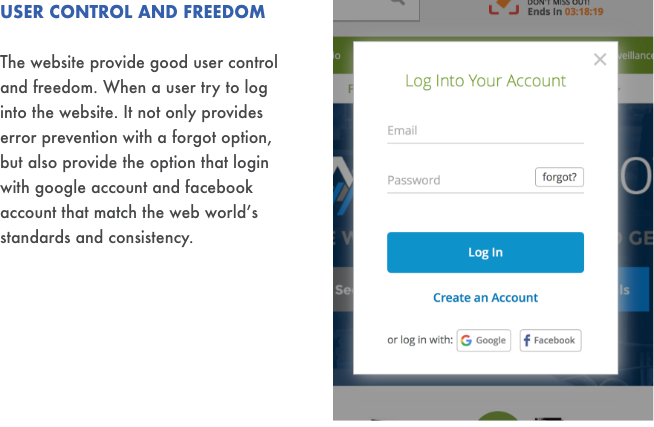 USER CONTROL AND FREEDOM
The website provide good user control
and freedom. When a user try to log
into the website. It not only provides
error prevention with a forgot option,
but also provide the option that login
with google account and facebook
account that match the web world's
standards and consistency.
DON'T MISS OUT!
Ends In 03:18:19
Log Into Your Account
Email
Password
forgot?
Log In
Create an Account
or log in with:
Google
Facebook